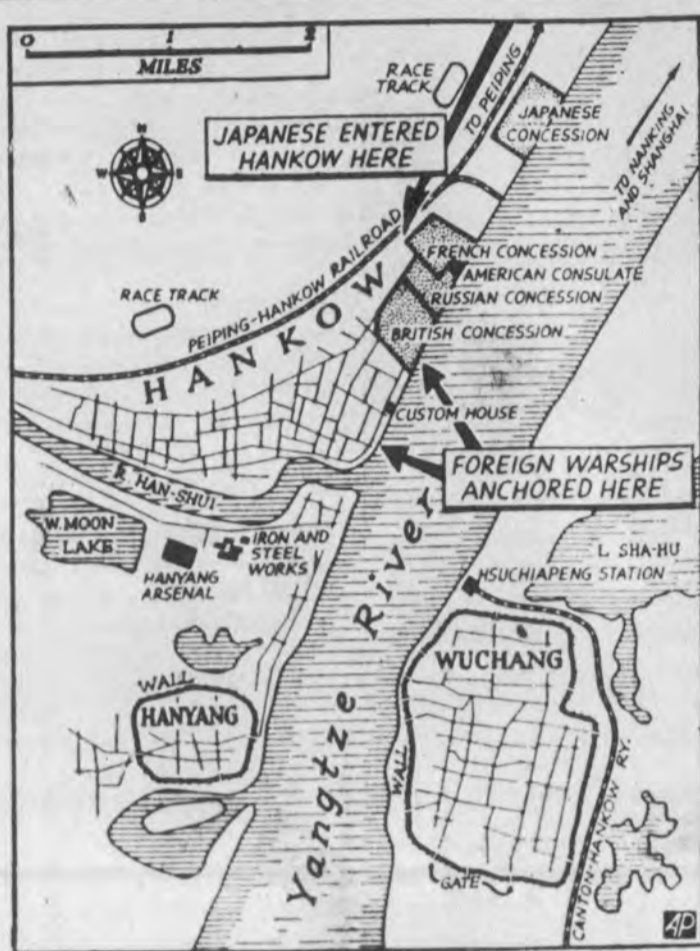 0 1 2
MILES
RACE
TRACK
TO PEIPING
JAPANESE
CONCESSION
JAPANESE ENTERED
HANKOW HERE
TO NANKING
AND SHANGHAI
N
W E
S
FRENCH CONCESSION
AMERICAN CONSULATE
RUSSIAN CONCESSION
BRITISH CONCESSION
RACE TRACK
PEIPING-HANKOW RAILROAD
HANKOW
CUSTOM HOUSE
FOREIGN WARSHIPS
ANCHORED HERE
R. HAN-SHUI
W. MOON
LAKE
HANYANG
ARSENAL
IRON AND
STEEL
WORKS
L. SHA-HU
HSUCHIAPENG STATION
Yangtze River
WALL
HANYANG
WUCHANG
WALL
GATE
CANTON-HANKOW RY.
AP